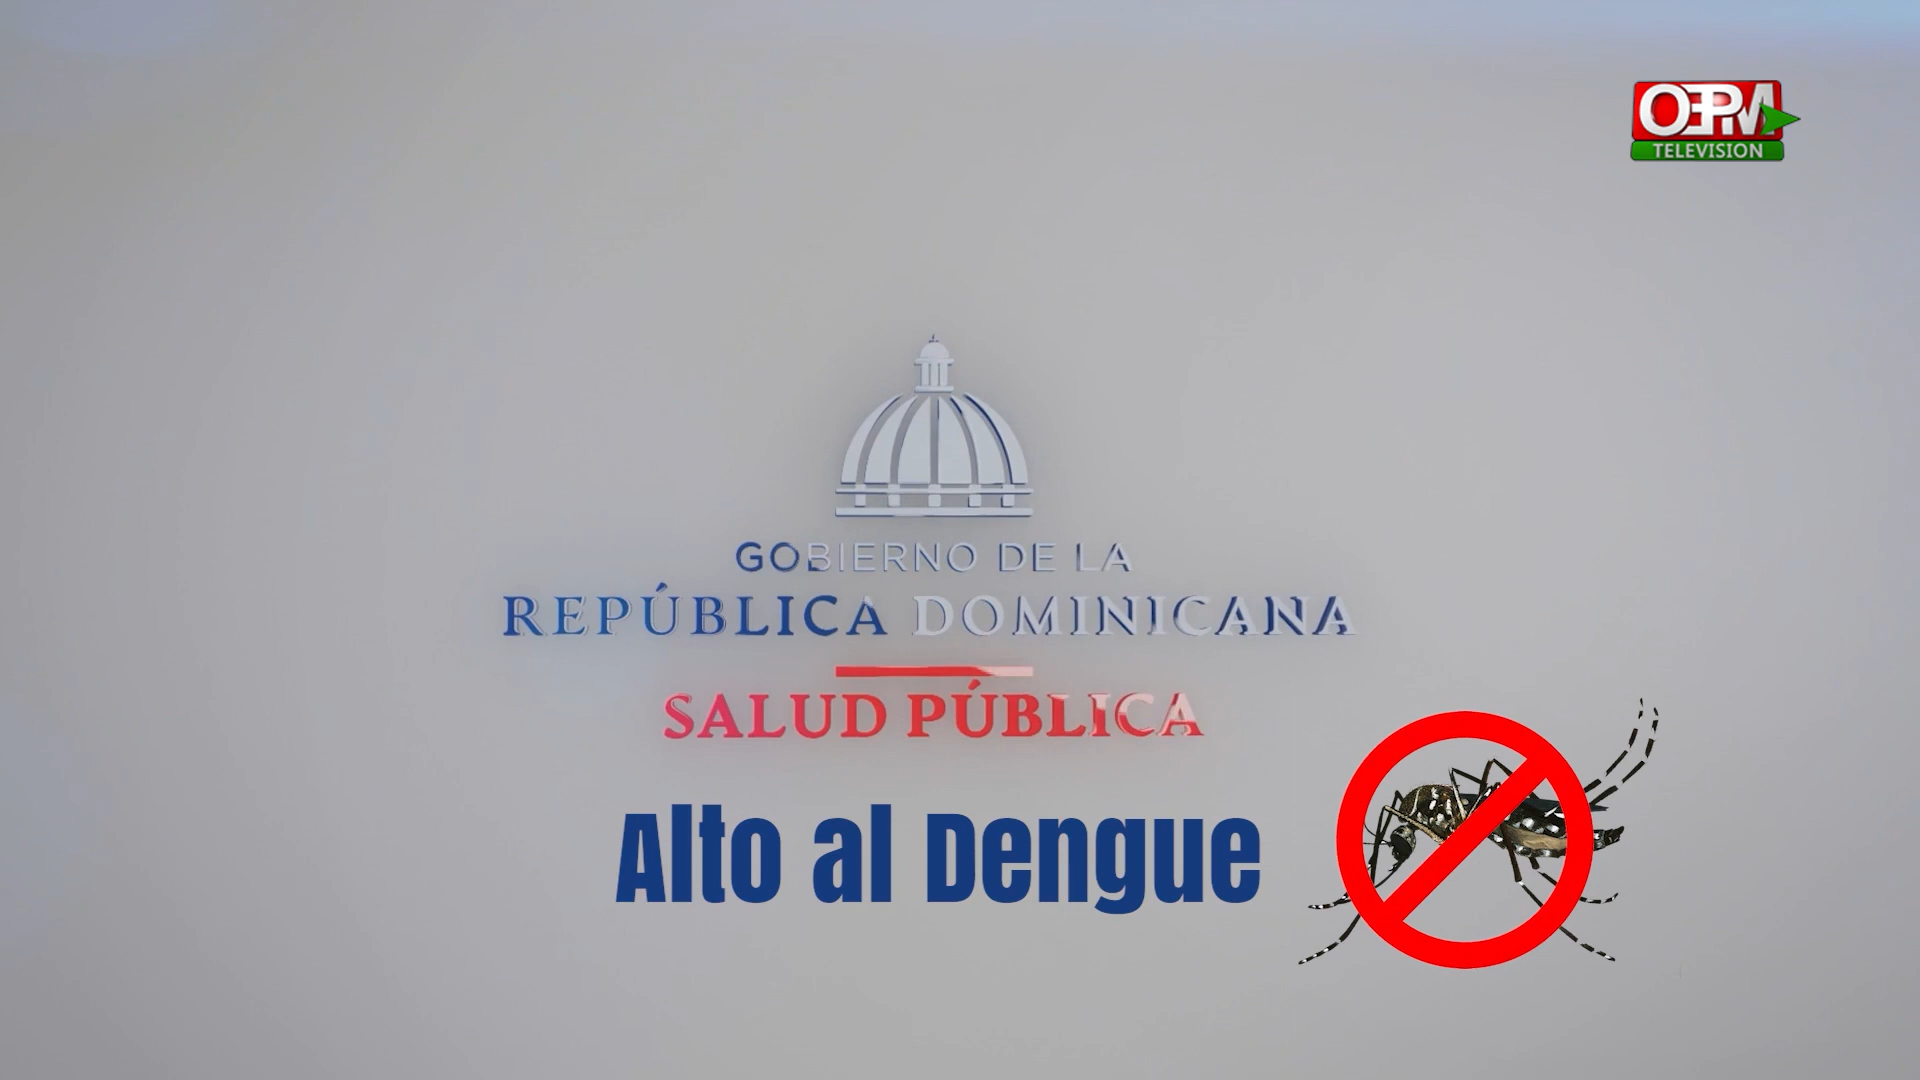 OEPM
TELEVISION
GOBIERNO DE LA
REPÚBLICA DOMINICANA
SALUD PÚBLICA
Alto al Dengue